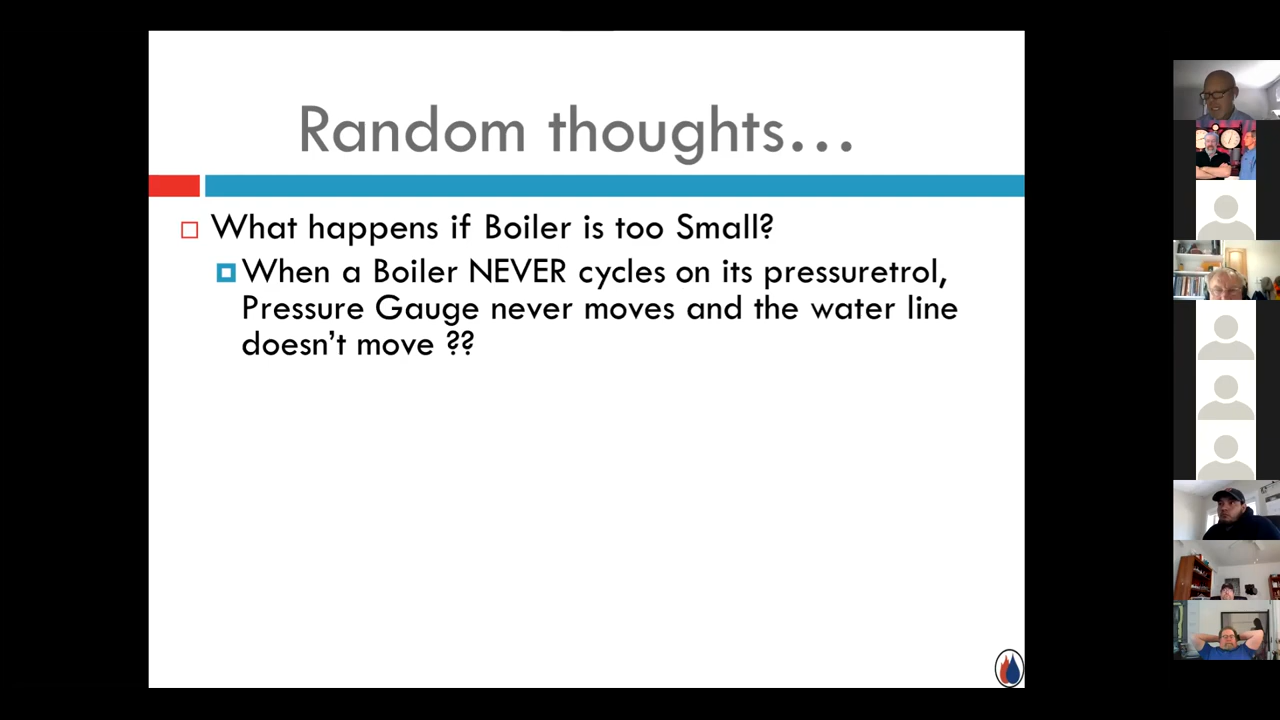 Random thoughts...
What happens if Boiler is too Small?
When a Boiler NEVER cycles on its pressuretrol,
Pressure Gauge never moves and the water line
doesn't move ??